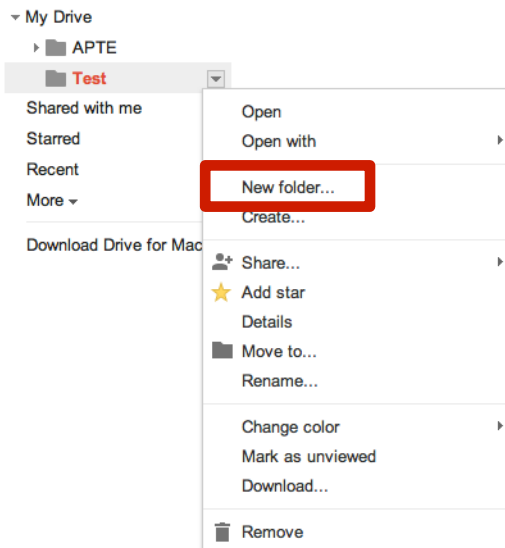 My Drive
APTE
Test
Shared with me
Starred
Recent
More
Download Drive for Mac
Open
Open with
New folder...
Create...
Share...
Add star
Details
Move to...
Rename...
Change color
Mark as unviewed
Download...
Remove